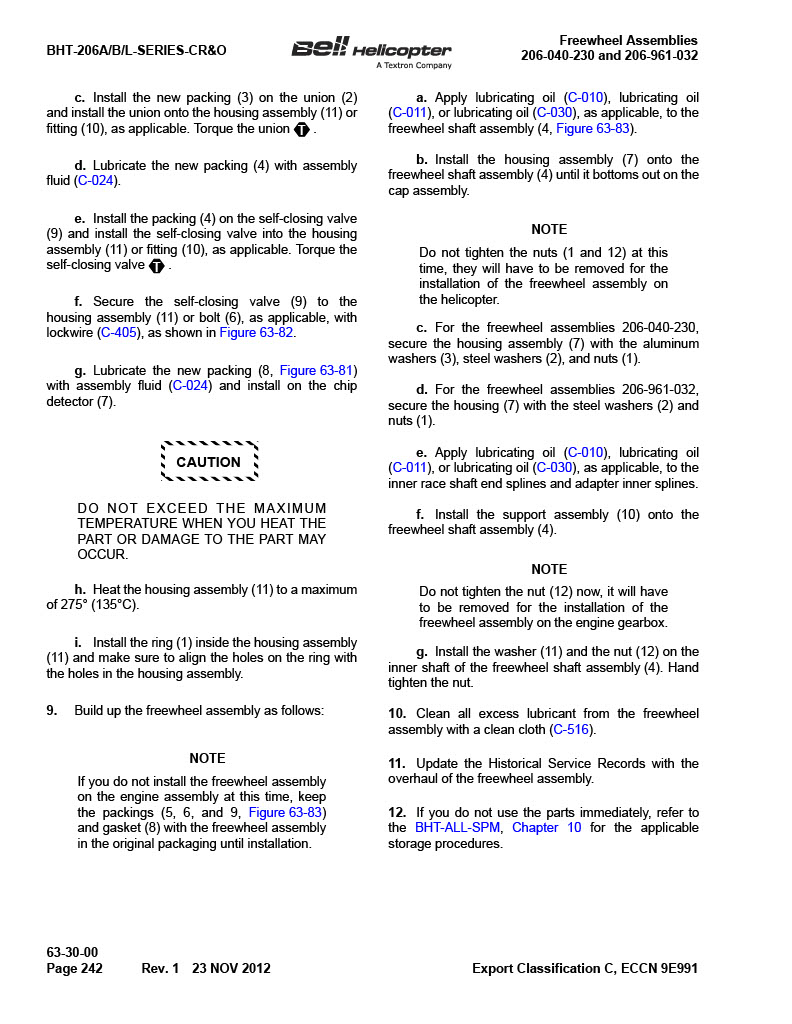 BHT-206A/B/L-SERIES-CR&O
Bell Helicopter
A Textron Company
Freewheel Assemblies
206-040-230 and 206-961-032
c. Install the new packing (3) on the union (2)
and install the union onto the housing assembly (11) or
fitting (10), as applicable. Torque the union T .
d. Lubricate the new packing (4) with assembly
fluid (C-024).
e. Install the packing (4) on the self-closing valve
(9) and install the self-closing valve into the housing
assembly (11) or fitting (10), as applicable. Torque the
self-closing valve T .
f. Secure the self-closing valve (9) to the
housing assembly (11) or bolt (6), as applicable, with
lockwire (C-405), as shown in Figure 63-82.
g. Lubricate the new packing (8, Figure 63-81)
with assembly fluid (C-024) and install on the chip
detector (7).
CAUTION
DO NOT EXCEED THE MAXIMUM
TEMPERATURE WHEN YOU HEAT THE
PART OR DAMAGE TO THE PART MAY
OCCUR.
h. Heat the housing assembly (11) to a maximum
of 275° (135°C).
i. Install the ring (1) inside the housing assembly
(11) and make sure to align the holes on the ring with
the holes in the housing assembly.
9. Build up the freewheel assembly as follows:
NOTE
If you do not install the freewheel assembly
on the engine assembly at this time, keep
the packings (5, 6, and 9, Figure 63-83)
and gasket (8) with the freewheel assembly
in the original packaging until installation.
a. Apply lubricating oil (C-010), lubricating oil
(C-011), or lubricating oil (C-030), as applicable, to the
freewheel shaft assembly (4, Figure 63-83).
b. Install the housing assembly (7) onto the
freewheel shaft assembly (4) until it bottoms out on the
cap assembly.
NOTE
Do not tighten the nuts (1 and 12) at this
time, they will have to be removed for the
installation of the freewheel assembly on
the helicopter.
c. For the freewheel assemblies 206-040-230,
secure the housing assembly (7) with the aluminum
washers (3), steel washers (2), and nuts (1).
d. For the freewheel assemblies 206-961-032,
secure the housing (7) with the steel washers (2) and
nuts (1).
e. Apply lubricating oil (C-010), lubricating oil
(C-011), or lubricating oil (C-030), as applicable, to the
inner race shaft end splines and adapter inner splines.
f. Install the support assembly (10) onto the
freewheel shaft assembly (4).
NOTE
Do not tighten the nut (12) now, it will have
to be removed for the installation of the
freewheel assembly on the engine gearbox.
g. Install the washer (11) and the nut (12) on the
inner shaft of the freewheel shaft assembly (4). Hand
tighten the nut.
10. Clean all excess lubricant from the freewheel
assembly with a clean cloth (C-516).
11. Update the Historical Service Records with the
overhaul of the freewheel assembly.
12. If you do not use the parts immediately, refer to
the BHT-ALL-SPM, Chapter 10 for the applicable
storage procedures.
63-30-00
Page 242 Rev. 1 23 NOV 2012
Export Classification C, ECCN 9E991